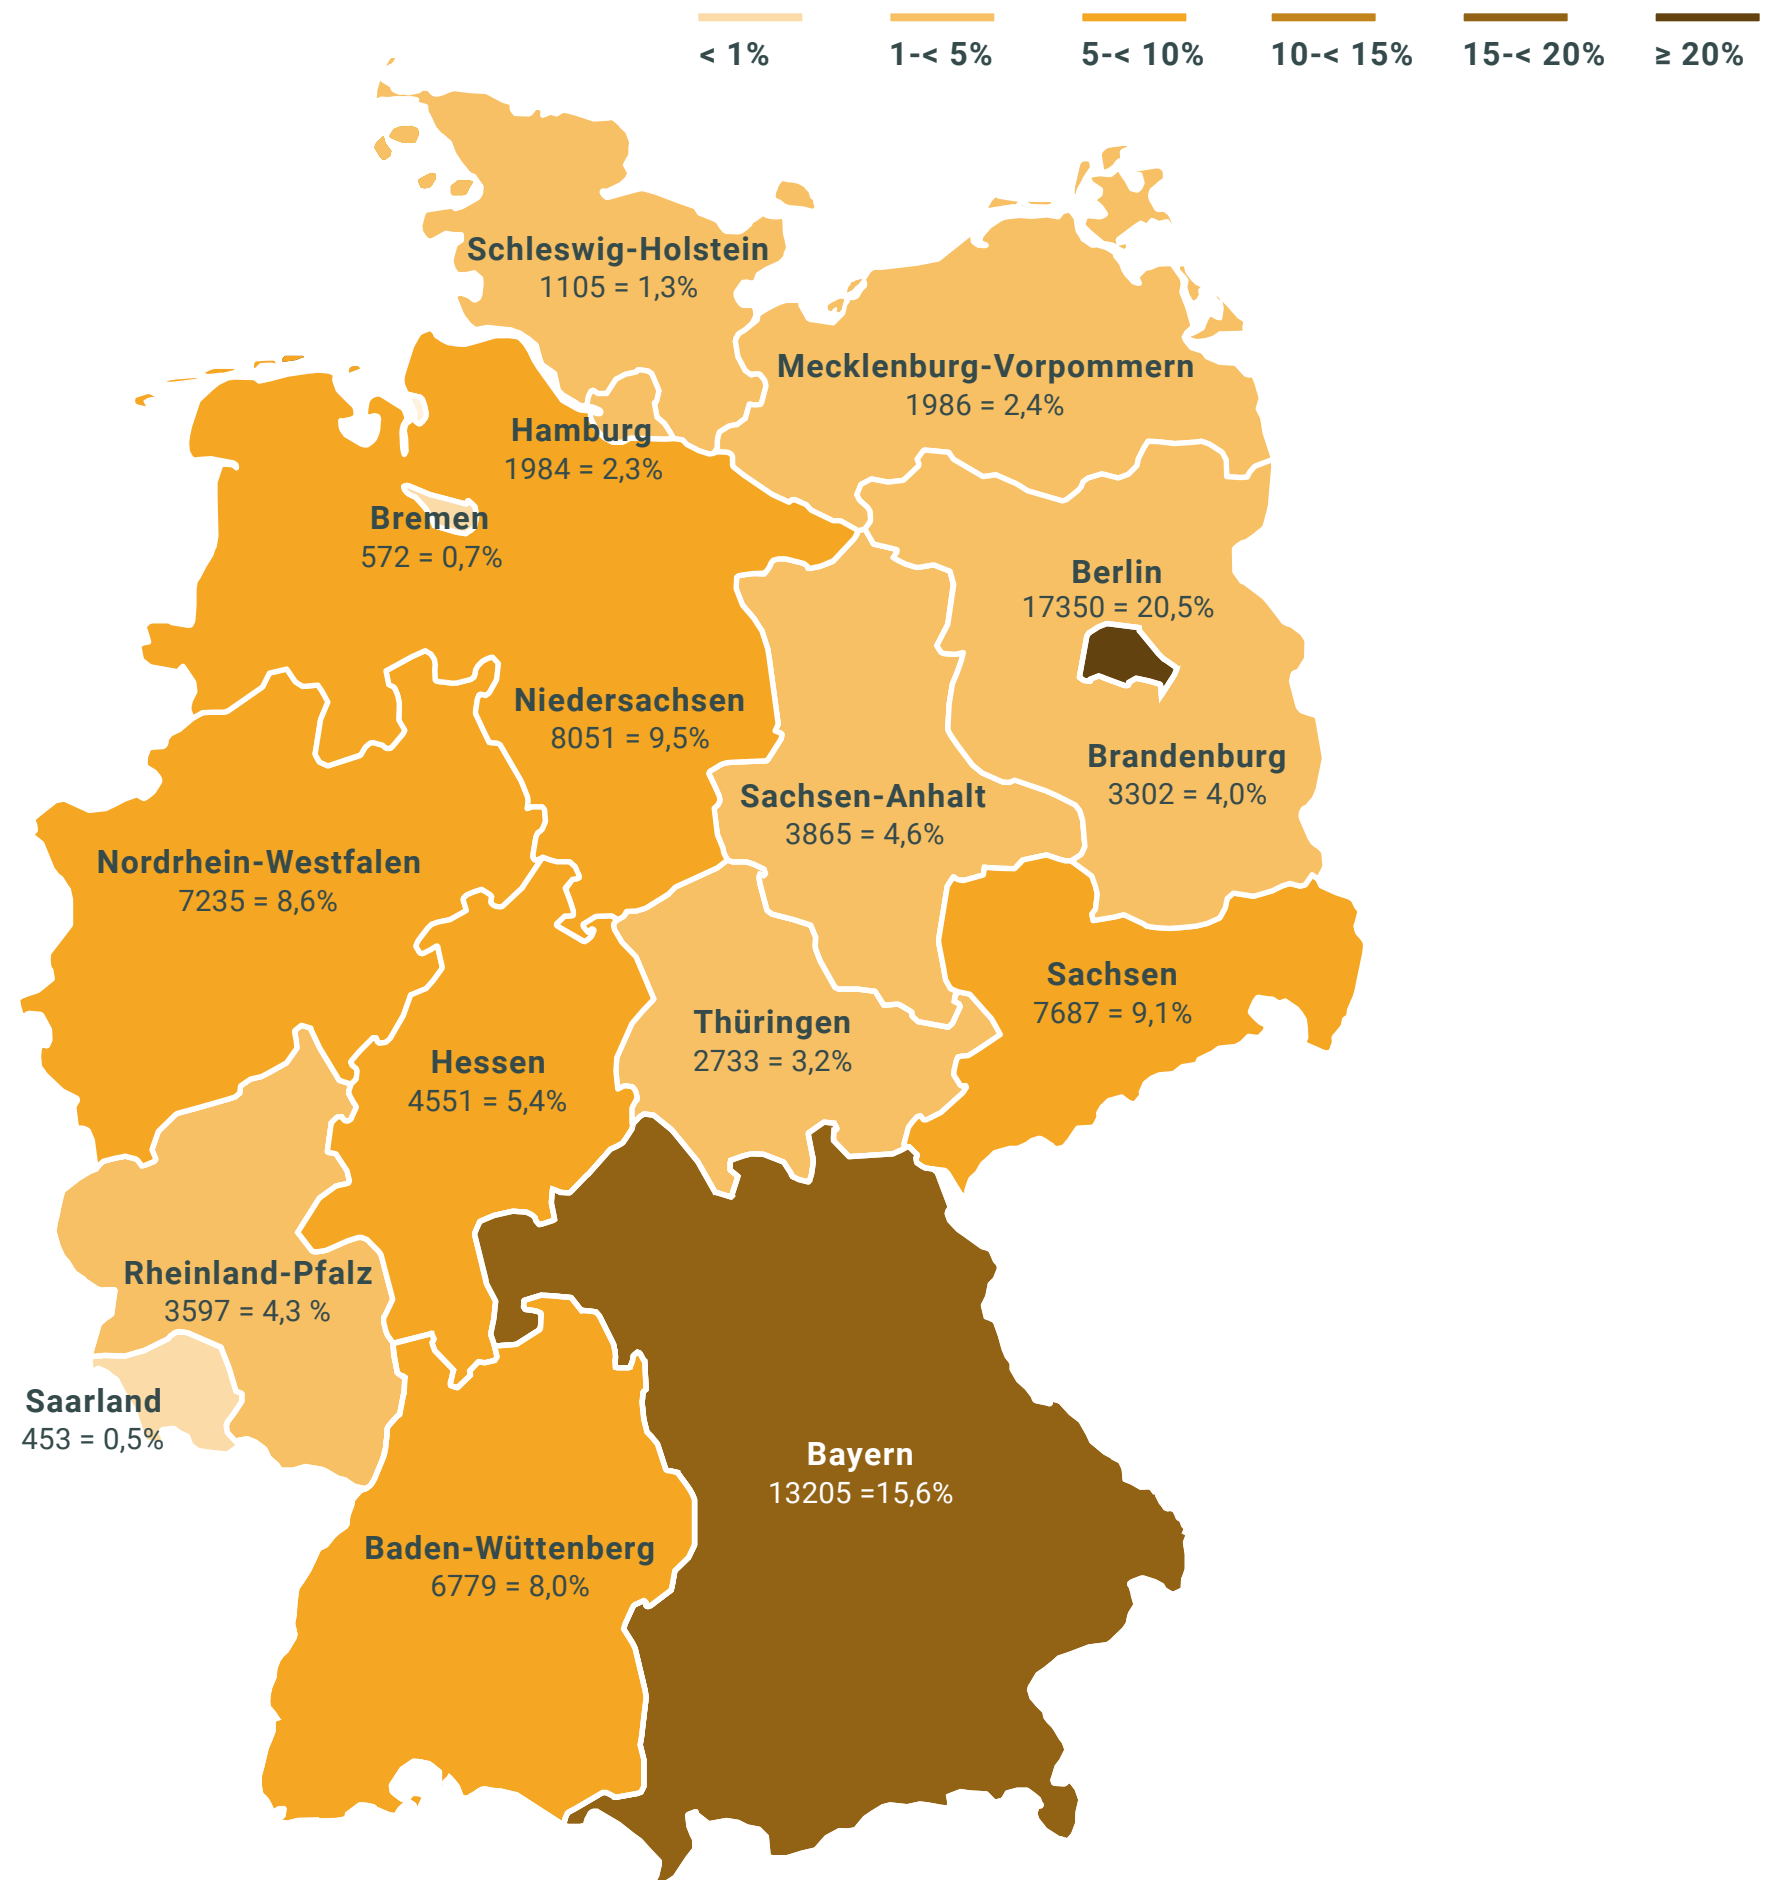 < 1% 1-< 5% 5-< 10% 10-< 15% 15-< 20% ≥ 20%
Schleswig-Holstein
1105 = 1,3%
Mecklenburg-Vorpommern
1986 = 2,4%
Hamburg
1984 = 2,3%
Bremen
572 = 0,7%
Berlin
17350 = 20,5%
Niedersachsen
8051 = 9,5%
Brandenburg
3302 = 4,0%
Sachsen-Anhalt
3865 = 4,6%
Nordrhein-Westfalen
7235 = 8,6%
Sachsen
7687 = 9,1%
Thüringen
2733 = 3,2%
Hessen
4551 = 5,4%
Rheinland-Pfalz
3597 = 4,3 %
Saarland
453 = 0,5%
Bayern
13205 =15,6%
Baden-Wüttenberg
6779 = 8,0%